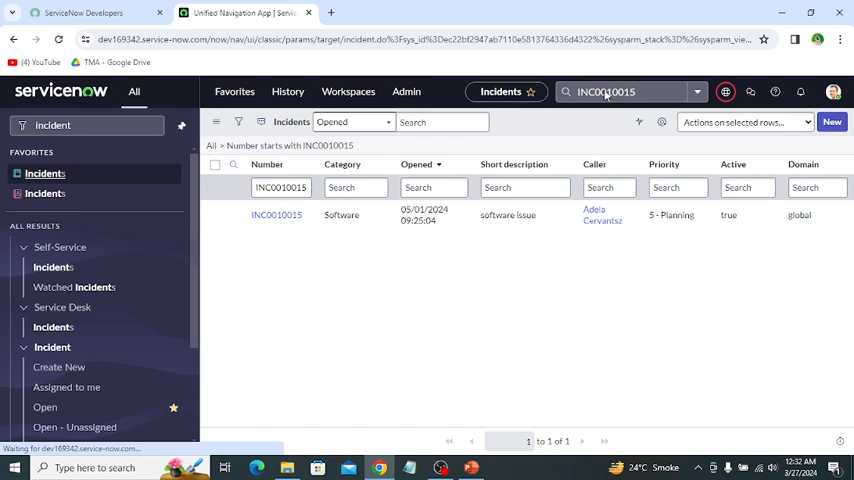 ServiceNow Developers
Unified Navigation App | Servic
dev169342.service-now.com/now/nav/ui/classic/params/target/incident.do%3Fsys_id%3Dec22bf2947ab7110e5813764336d4322%26sysparm_stack%3D%26sysparm_vie...
(4) YouTube
TMA - Google Drive
servicenow
All
Favorites
History
Workspaces
Admin
Incidents
INC0010015
Incident
Incidents
Opened
Search
Actions on selected rows...
New
FAVORITES
Incidents
Incidents
ALL RESULTS
Self-Service
Incidents
Watched Incidents
Service Desk
Incidents
Incident
Create New
Assigned to me
Open
Open - Unassigned
All > Number starts with INC0010015
Number Category Opened Short description Caller Priority Active Domain
INC0010015 Search Search Search Search Search Search Search
INC0010015 Software 05/01/2024 09:25:04 software issue Adela Cervantsz 5 - Planning true global
1 to 1 of 1
Waiting for dev169342.service-now.com...
Type here to search
24°C Smoke
12:32 AM
3/27/2024